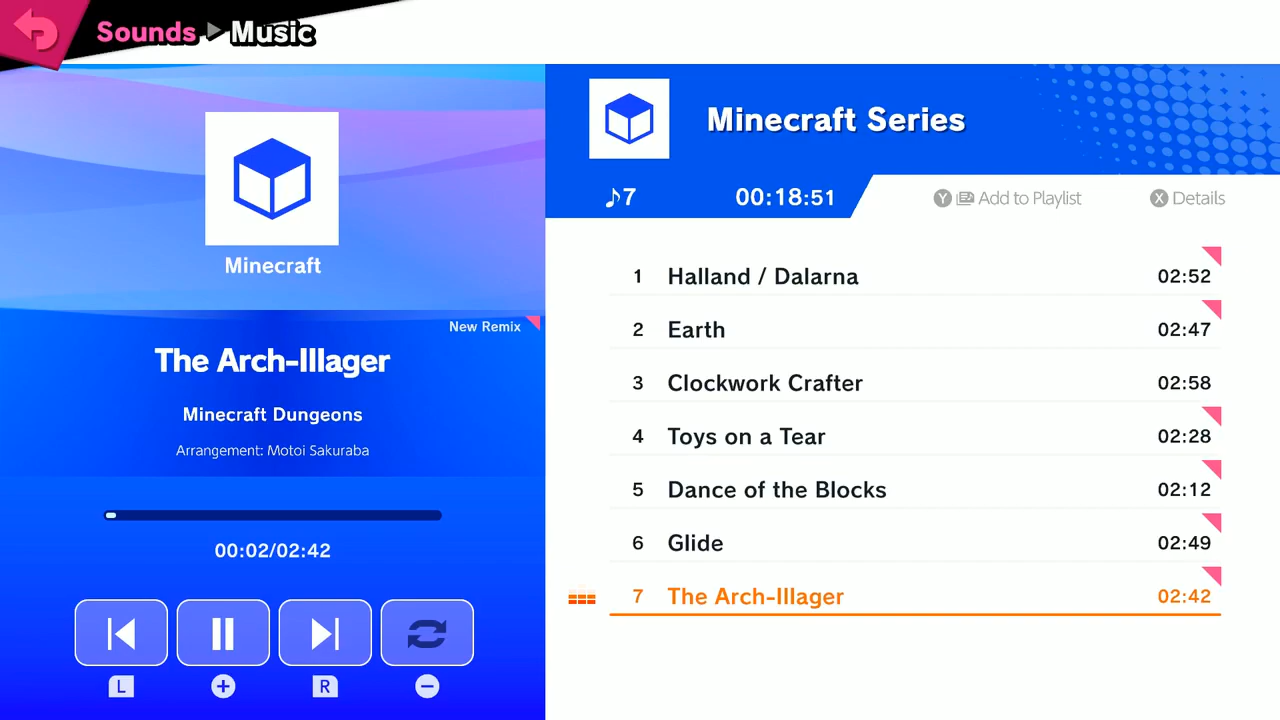 Sounds ▶ Music
Minecraft
New Remix
The Arch-Illager
Minecraft Dungeons
Arrangement: Motoi Sakuraba
00:02/02:42
L + R −
Minecraft Series
♪7 00:18:51 Y Add to Playlist X Details
1 Halland / Dalarna 02:52
2 Earth 02:47
3 Clockwork Crafter 02:58
4 Toys on a Tear 02:28
5 Dance of the Blocks 02:12
6 Glide 02:49
7 The Arch-Illager 02:42